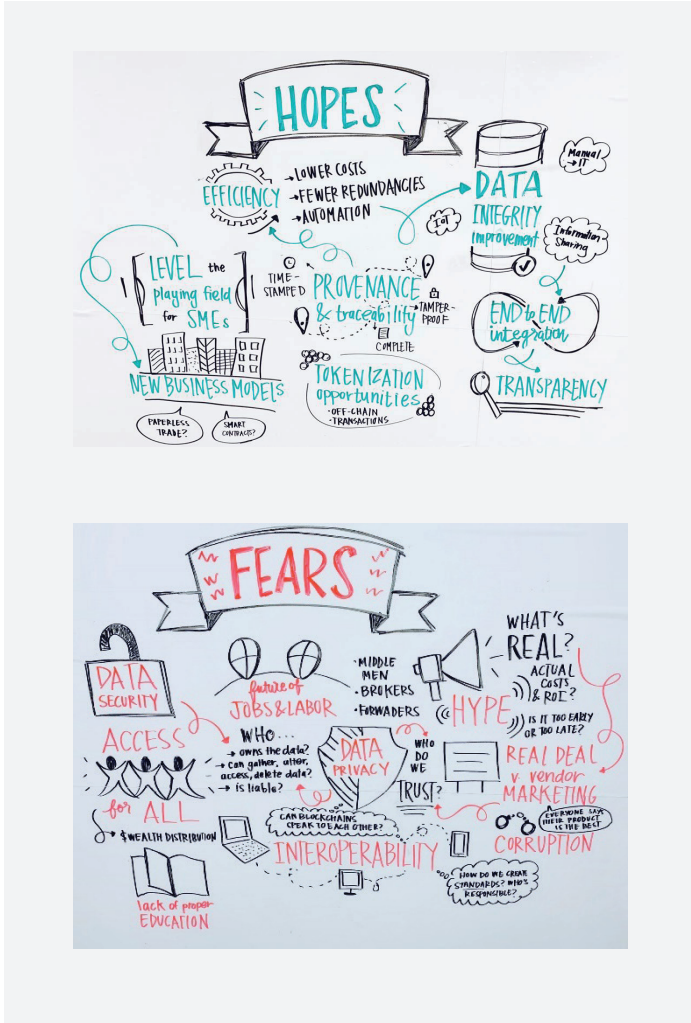 HOPES
EFFICIENCY
→LOWER COSTS
→FEWER REDUNDANCIES
→AUTOMATION
DATA
INTEGRITY
improvement
Manual
→IT
IoT
Information
Sharing
LEVEL the
playing field
for SMEs
TIME-
STAMPED
PROVENANCE
& traceability
TAMPER-
PROOF
COMPLETE
END to END
integration
NEW BUSINESS MODELS
PAPERLESS
TRADE?
SMART
CONTRACTS?
TOKENIZATION
opportunities
•OFF-CHAIN
•TRANSACTIONS
TRANSPARENCY
FEARS
DATA
SECURITY
future of
JOBS & LABOR
•MIDDLE
MEN
•BROKERS
•FORWADERS
WHAT'S
REAL?
ACTUAL
COSTS
& ROI?
HYPE
IS IT TOO EARLY
OR TOO LATE?
ACCESS
for ALL
→$WEALTH DISTRIBUTION
WHO...
→ owns the data?
→ can gather, alter,
access, delete data?
→ is liable?
DATA
PRIVACY
WHO
DO
WE
TRUST?
REAL DEAL
v. vendor
MARKETING
EVERYONE SAYS
THEIR PRODUCT
IS THE BEST
CORRUPTION
CAN BLOCKCHAINS
SPEAK TO EACH OTHER?
INTEROPERABILITY
HOW DO WE CREATE
STANDARDS? WHO'S
RESPONSIBLE?
lack of proper
EDUCATION